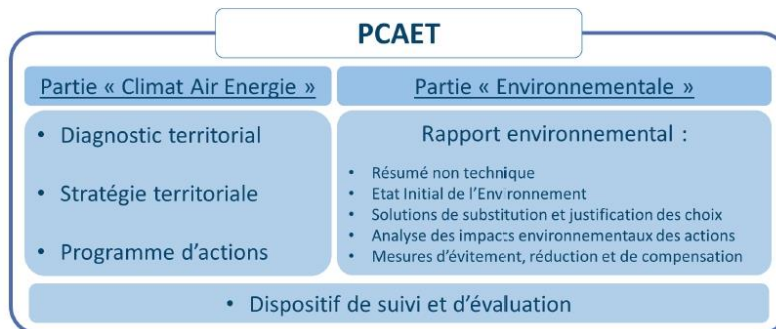 PCAET
Partie « Climat Air Energie »
• Diagnostic territorial
• Stratégie territoriale
• Programme d’actions
Partie « Environnementale »
Rapport environnemental :
• Résumé non technique
• Etat Initial de l’Environnement
• Solutions de substitution et justification des choix
• Analyse des impacts environnementaux des actions
• Mesures d’évitement, réduction et de compensation
• Dispositif de suivi et d’évaluation